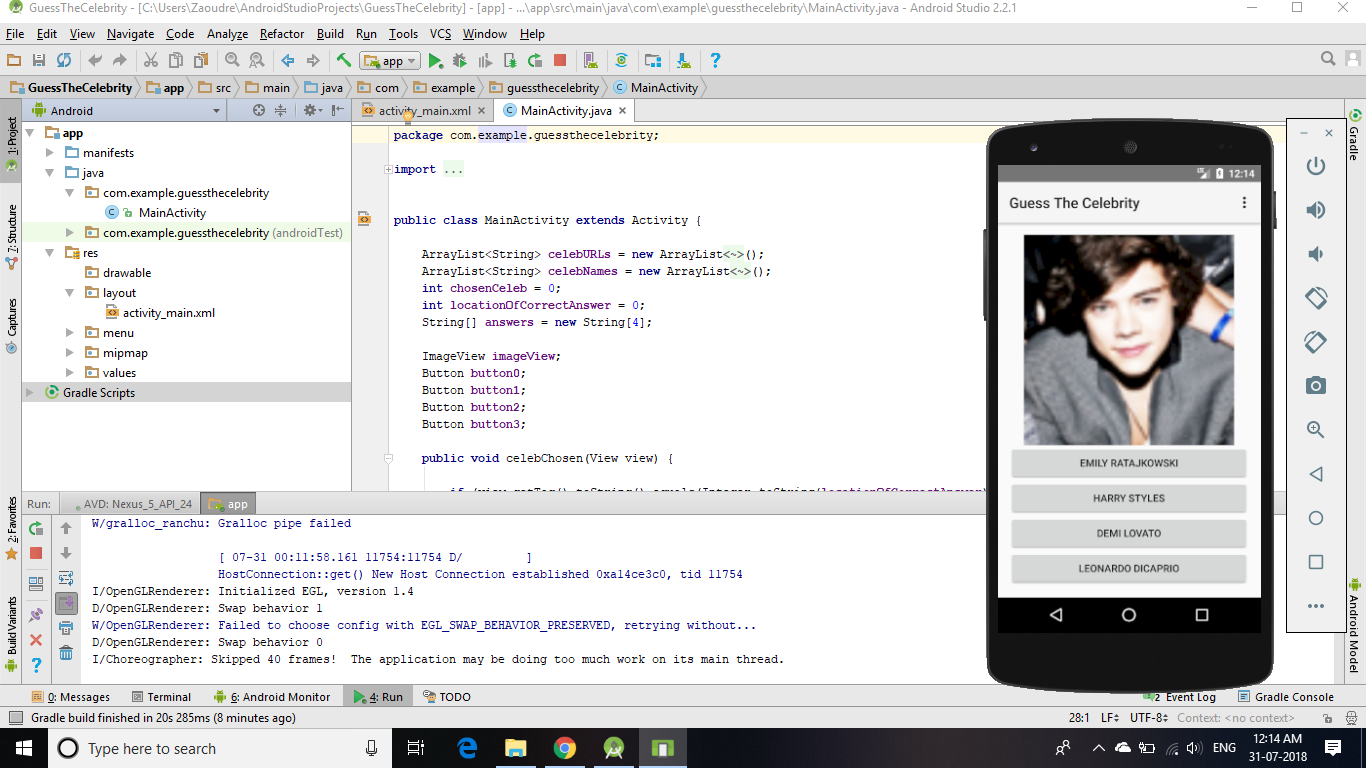 GuessTheCelebrity - [C:\Users\Zaoudre\AndroidStudioProjects\GuessTheCelebrity] - [app] - ...\app\src\main\java\com\example\guessthecelebrity\MainActivity.java - Android Studio 2.2.1
File Edit View Navigate Code Analyze Refactor Build Run Tools VCS Window Help
app
GuessTheCelebrity app src main java com example guessthecelebrity MainActivity
Android
activity_main.xml MainActivity.java
1: Project
7: Structure
Captures
2: Favorites
Build Variants
app
manifests
java
com.example.guessthecelebrity
MainActivity
com.example.guessthecelebrity (androidTest)
res
drawable
layout
activity_main.xml
menu
mipmap
values
Gradle Scripts
package com.example.guessthecelebrity;
import ...
public class MainActivity extends Activity {
ArrayList<String> celebURLs = new ArrayList<~>();
ArrayList<String> celebNames = new ArrayList<~>();
int chosenCeleb = 0;
int locationOfCorrectAnswer = 0;
String[] answers = new String[4];
ImageView imageView;
Button button0;
Button button1;
Button button2;
Button button3;
public void celebChosen(View view) {
if (view.getTag().toString().equals(Integer.toString(locationOfCorrectAnswer)
12:14
Guess The Celebrity
EMILY RATAJKOWSKI
HARRY STYLES
DEMI LOVATO
LEONARDO DICAPRIO
Gradle
Android Model
Run: AVD: Nexus_5_API_24 app
W/gralloc_ranchu: Gralloc pipe failed
[ 07-31 00:11:58.161 11754:11754 D/ ]
HostConnection::get() New Host Connection established 0xa14ce3c0, tid 11754
I/OpenGLRenderer: Initialized EGL, version 1.4
D/OpenGLRenderer: Swap behavior 1
W/OpenGLRenderer: Failed to choose config with EGL_SWAP_BEHAVIOR_PRESERVED, retrying without...
D/OpenGLRenderer: Swap behavior 0
I/Choreographer: Skipped 40 frames! The application may be doing too much work on its main thread.
0: Messages Terminal 6: Android Monitor 4: Run TODO 2 Event Log Gradle Console
Gradle build finished in 20s 285ms (8 minutes ago) 28:1 LF UTF-8 Context: <no context>
Type here to search ENG 12:14 AM
31-07-2018